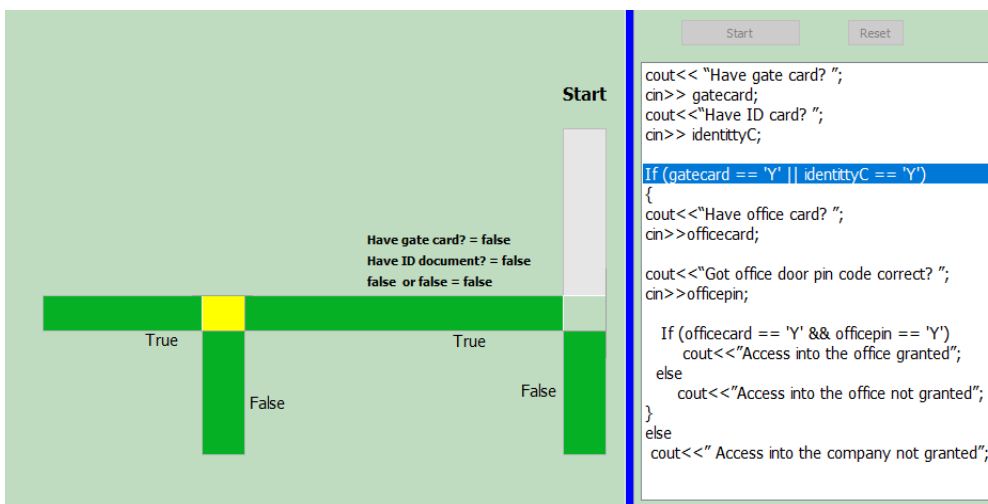 Start
Have gate card? = false
Have ID document? = false
false or false = false
True
True
False
False
Start
Reset
cout<< “Have gate card? ”;
cin>> gatecard;
cout<<“Have ID card? ”;
cin>> identittyC;
If (gatecard == 'Y' || identittyC == 'Y')
{
cout<<“Have office card? ”;
cin>>officecard;
cout<<“Got office door pin code correct? ”;
cin>>officepin;
If (officecard == 'Y' && officepin == 'Y')
cout<<”Access into the office granted”;
else
cout<<”Access into the office not granted”;
}
else
cout<<” Access into the company not granted”;